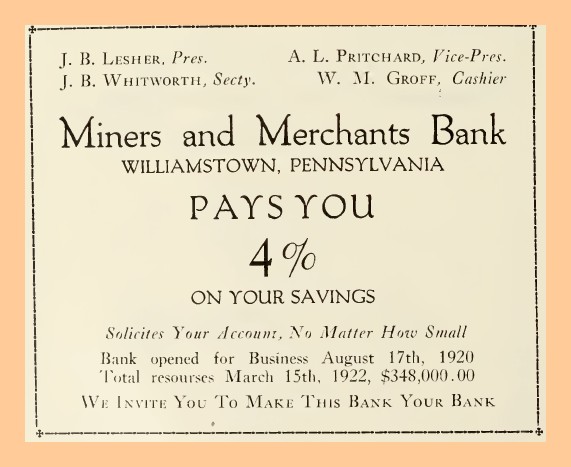 J. B. Lesher, Pres. A. L. Pritchard, Vice-Pres.
J. B. Whitworth, Secty. W. M. Groff, Cashier
Miners and Merchants Bank
WILLIAMSTOWN, PENNSYLVANIA
PAYS YOU
4%
ON YOUR SAVINGS
Solicites Your Account, No Matter How Small
Bank opened for Business August 17th, 1920
Total resourses March 15th, 1922, $348,000.00
We Invite You To Make This Bank Your Bank